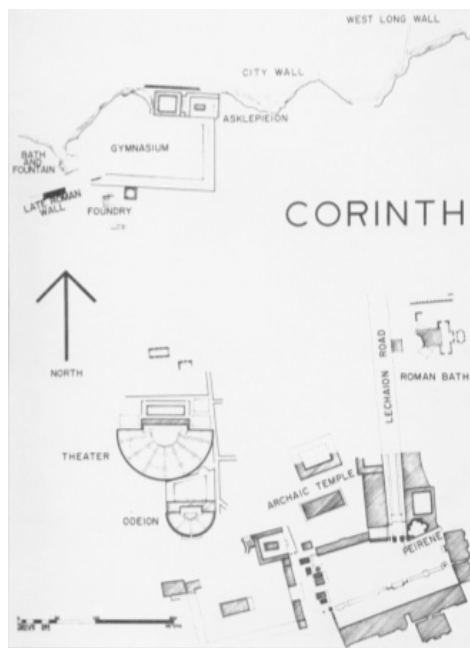 WEST LONG WALL
CITY WALL
ASKLEPIEION
GYMNASIUM
BATH
AND
FOUNTAIN
LATE ROMAN
WALL
FOUNDRY
CORINTH
NORTH
LECHAION ROAD
ROMAN BATH
THEATER
ARCHAIC TEMPLE
ODEION
PEIRENE